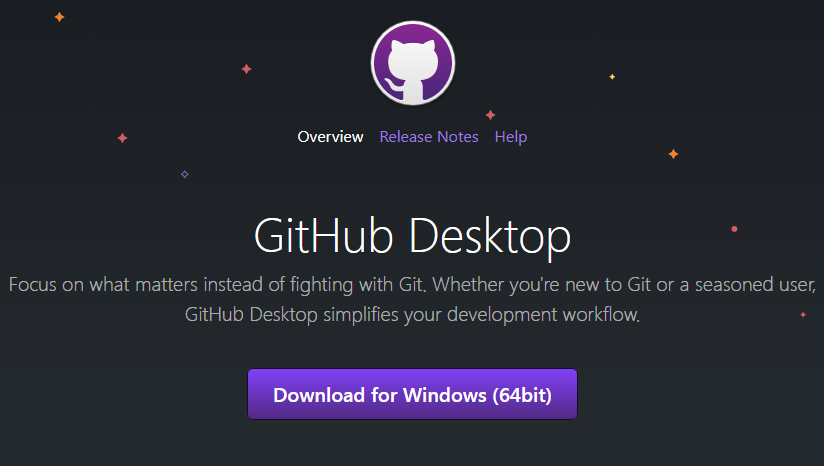 Overview Release Notes Help
GitHub Desktop
Focus on what matters instead of fighting with Git. Whether you're new to Git or a seasoned user,
GitHub Desktop simplifies your development workflow.
Download for Windows (64bit)